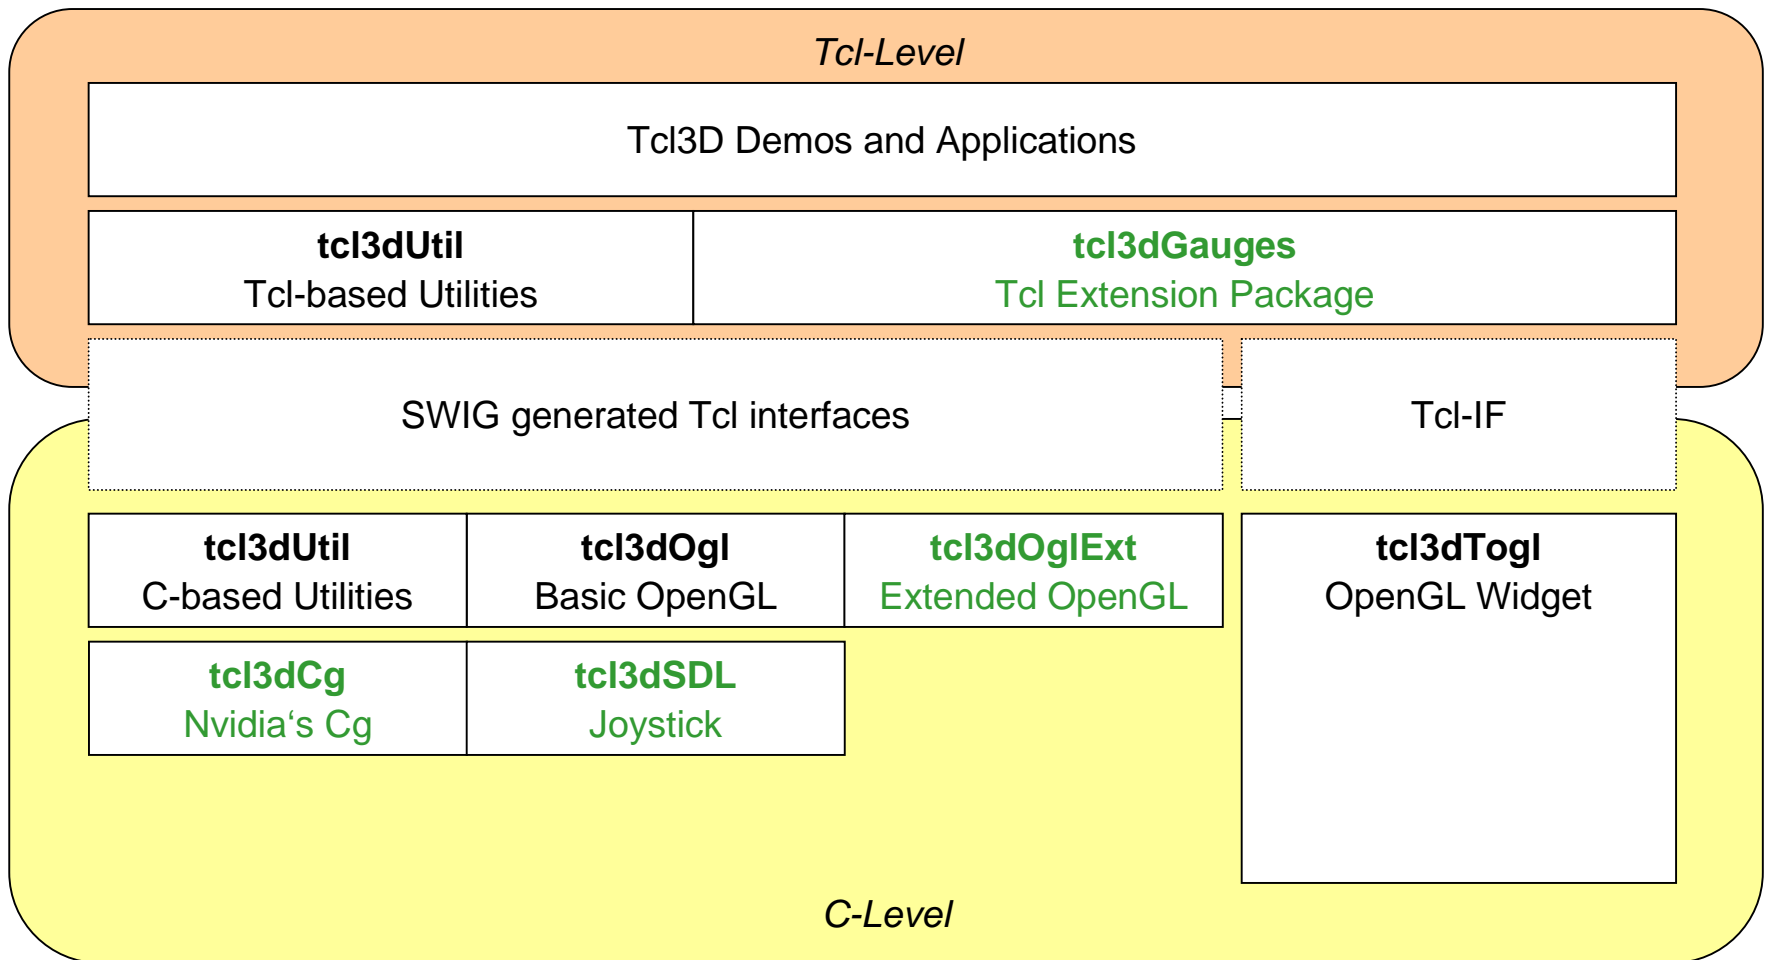 Tcl-Level
Tcl3D Demos and Applications
tcl3dUtil
Tcl-based Utilities
tcl3dGauges
Tcl Extension Package
SWIG generated Tcl interfaces
Tcl-IF
tcl3dUtil
C-based Utilities
tcl3dOgl
Basic OpenGL
tcl3dOglExt
Extended OpenGL
tcl3dTogl
OpenGL Widget
tcl3dCg
Nvidia‘s Cg
tcl3dSDL
Joystick
C-Level